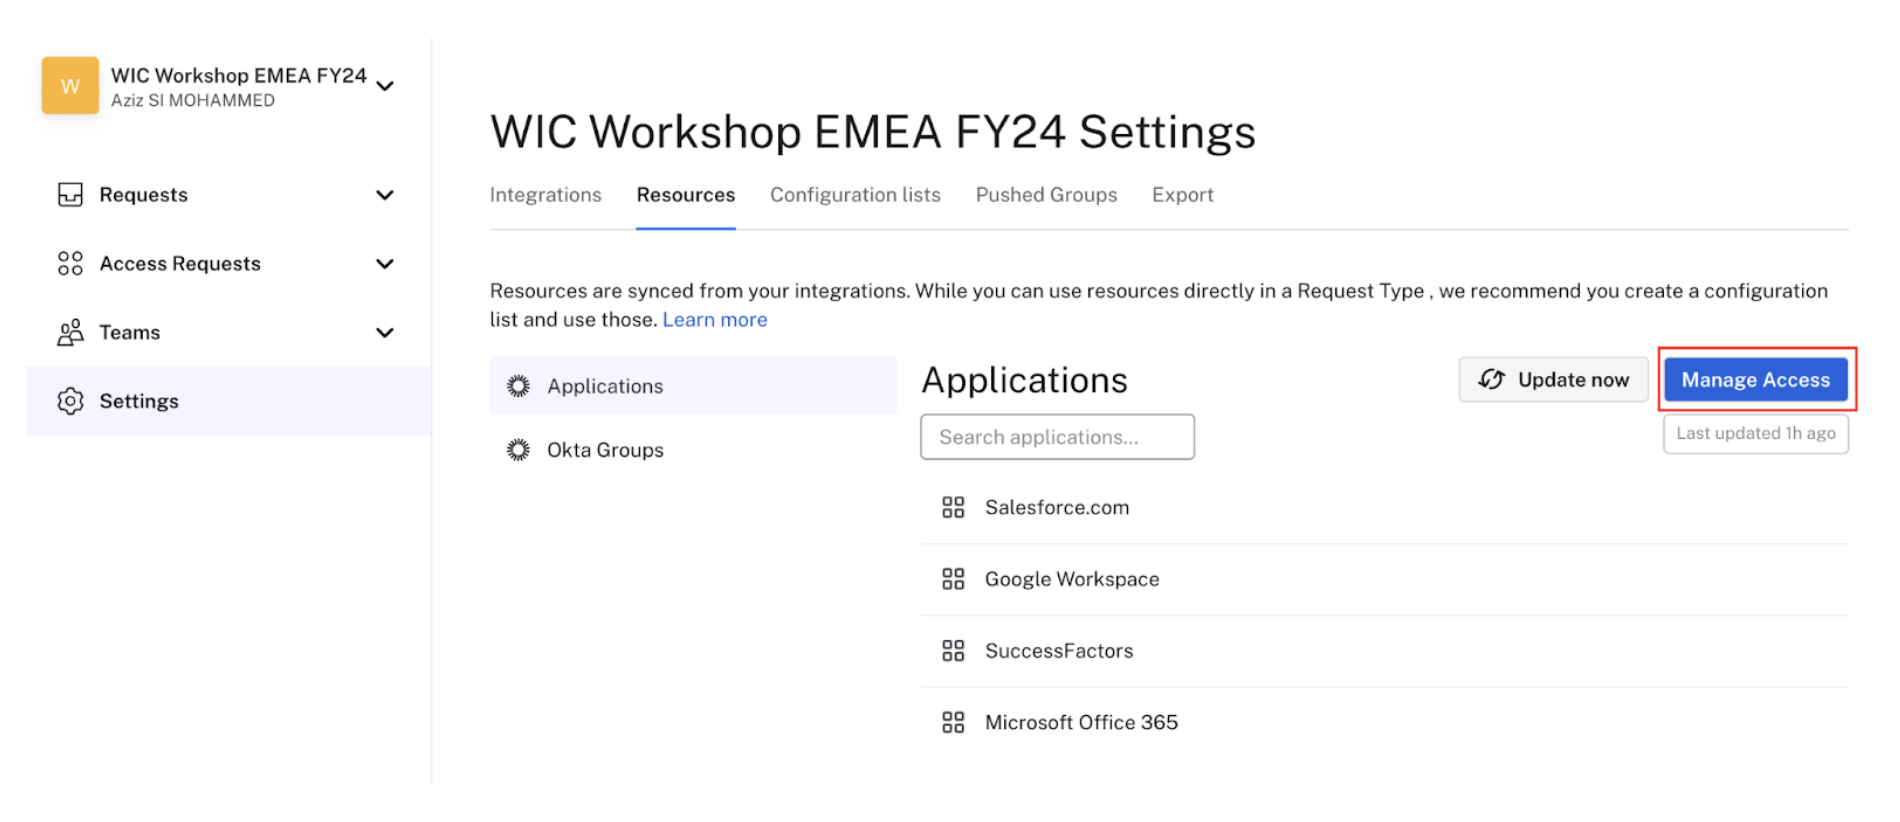 W
WIC Workshop EMEA FY24
Aziz SI MOHAMMED
Requests
Access Requests
Teams
Settings
WIC Workshop EMEA FY24 Settings
Integrations Resources Configuration lists Pushed Groups Export
Resources are synced from your integrations. While you can use resources directly in a Request Type , we recommend you create a configuration
list and use those. Learn more
Applications
Okta Groups
Applications
Update now
Manage Access
Search applications...
Last updated 1h ago
Salesforce.com
Google Workspace
SuccessFactors
Microsoft Office 365